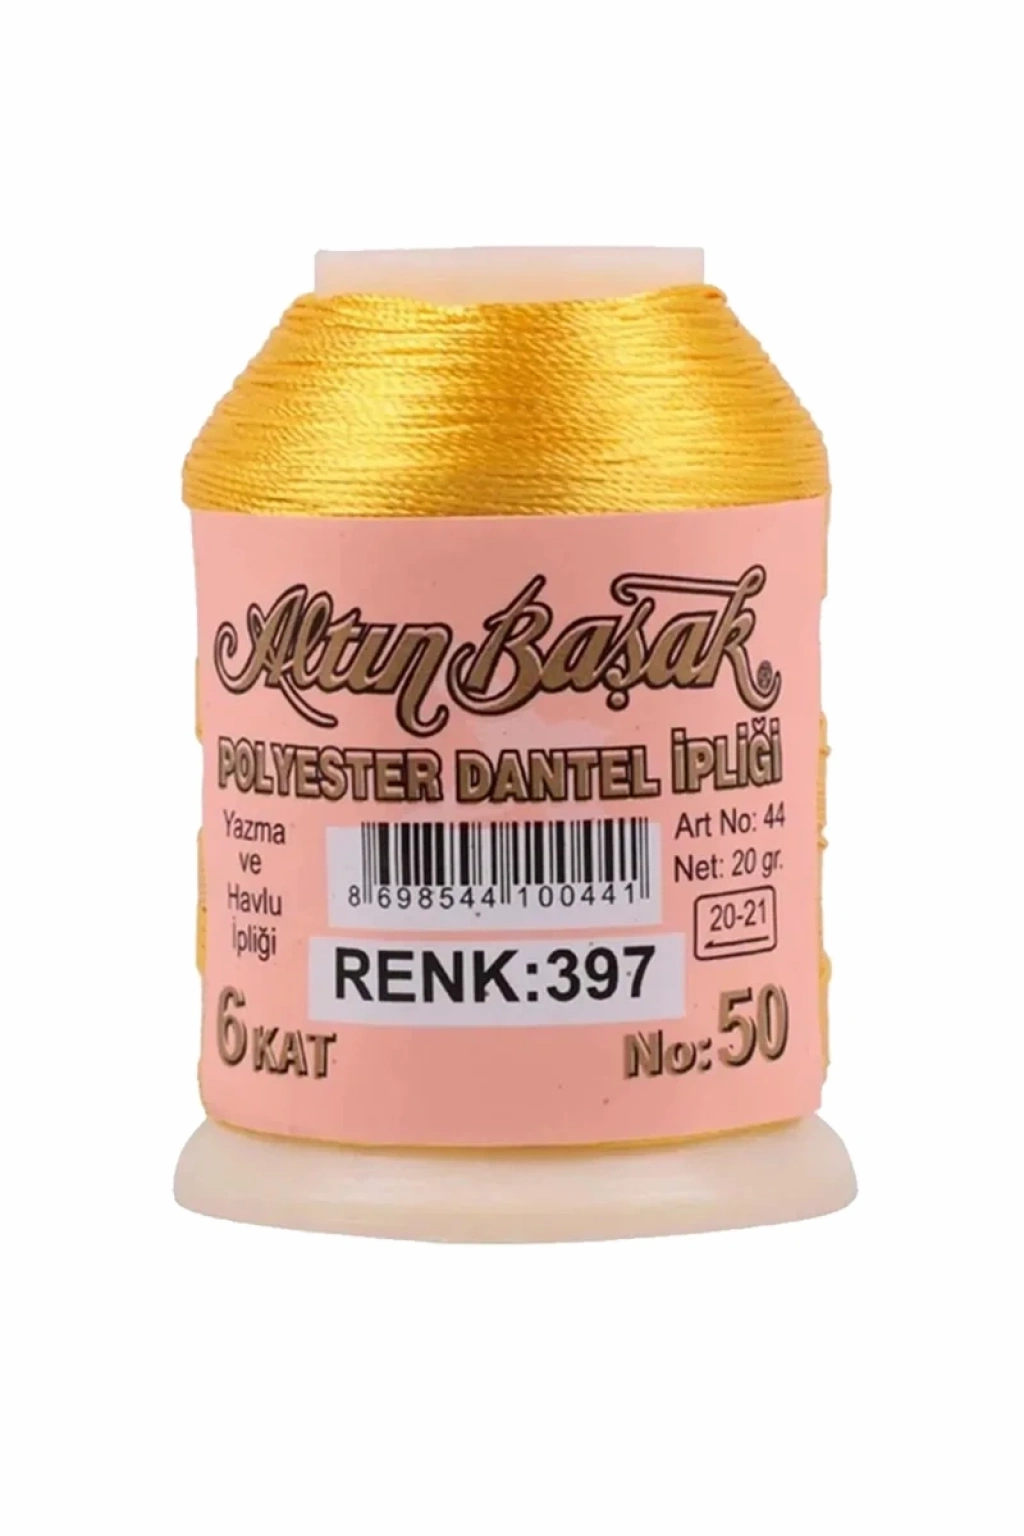 Altın Başak
POLYESTER DANTEL İPLİĞİ
Yazma
ve
Havlu
İpliği
8 698544 100441
Art No: 44
Net: 20 gr.
20-21
RENK:397
6 KAT
No: 50